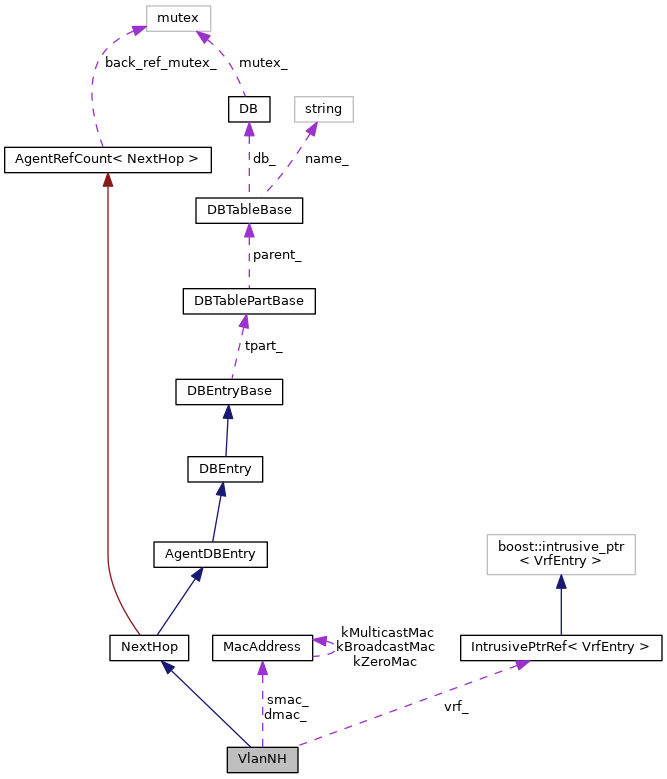 mutex
back_ref_mutex_
mutex_
DB
string
AgentRefCount< NextHop >
db_
name_
DBTableBase
parent_
DBTablePartBase
tpart_
DBEntryBase
DBEntry
AgentDBEntry
boost::intrusive_ptr
< VrfEntry >
NextHop
MacAddress
kMulticastMac
kBroadcastMac
kZeroMac
IntrusivePtrRef< VrfEntry >
smac_
dmac_
vrf_
VlanNH